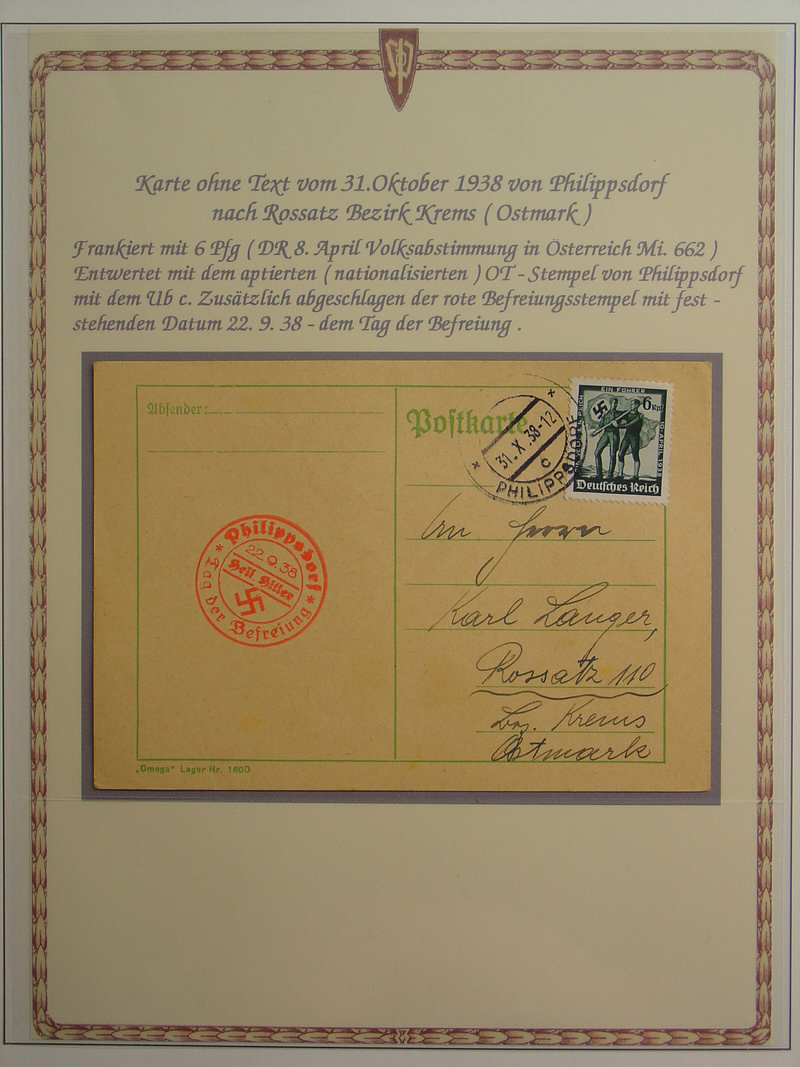 SP
Karte ohne Text vom 31.Oktober 1938 von Philippsdorf
nach Rossatz Bezirk Krems ( Ostmark )
Frankiert mit 6 Pfg ( DR 8. April Volksabstimmung in Österreich Mi. 662 )
Entwertet mit dem aptierten ( nationalisierten ) OT - Stempel von Philippsdorf
mit dem Ub c. Zusätzlich abgeschlagen der rote Befreiungsstempel mit fest -
stehenden Datum 22. 9. 38 - dem Tag der Befreiung .
Absender:
Postkarte
31.X.38-12
c
PHILIPPSDORF
EIN FÜHRER
6 Rpf
10. APRIL 1938
Deutsches Reich
* Philippsdorf *
22.9.38
Heil Hitler
Tag der Befreiung
An Herrn
Karl Langer,
Rossatz 110
Bez. Krems
Ostmark
„Omega" Lager-Nr. 1600